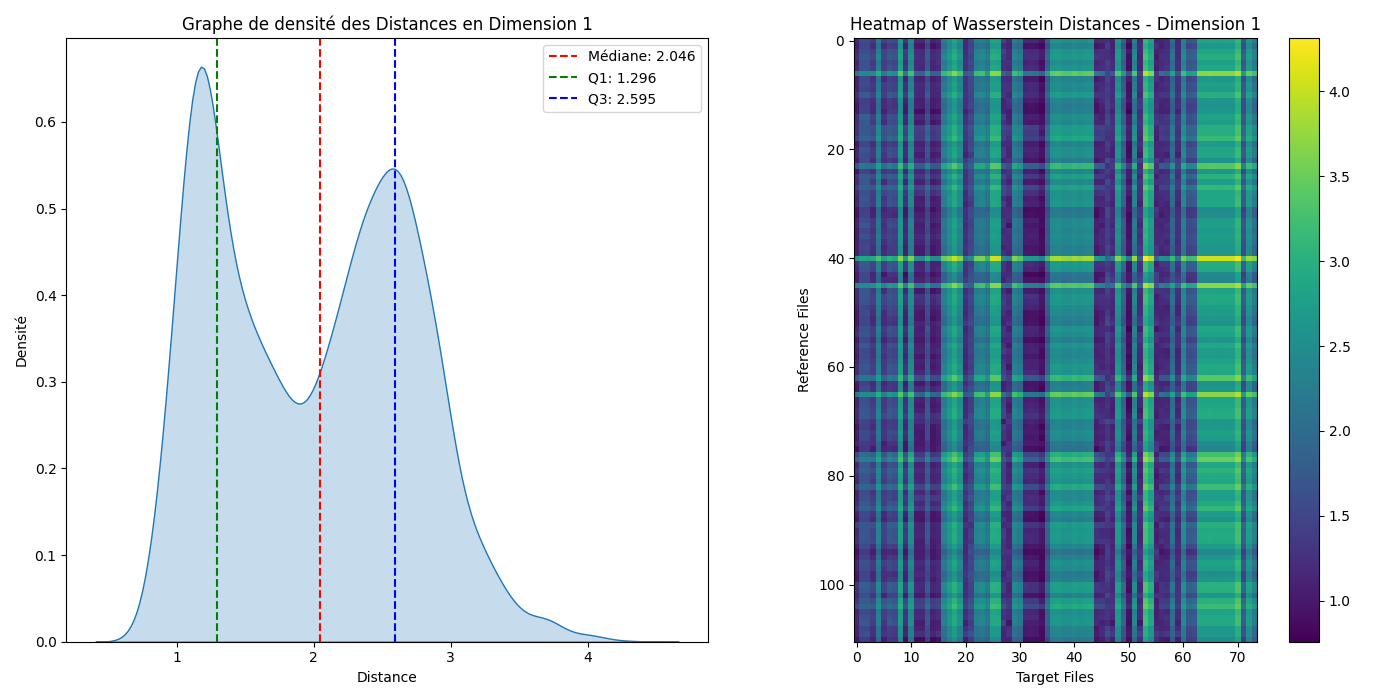 Graphe de densité des Distances en Dimension 1
Médiane: 2.046
Q1: 1.296
Q3: 2.595
Densité
0.6
0.5
0.4
0.3
0.2
0.1
0.0
1 2 3 4
Distance
Heatmap of Wasserstein Distances - Dimension 1
Reference Files
0
20
40
60
80
100
0 10 20 30 40 50 60 70
Target Files
4.0
3.5
3.0
2.5
2.0
1.5
1.0